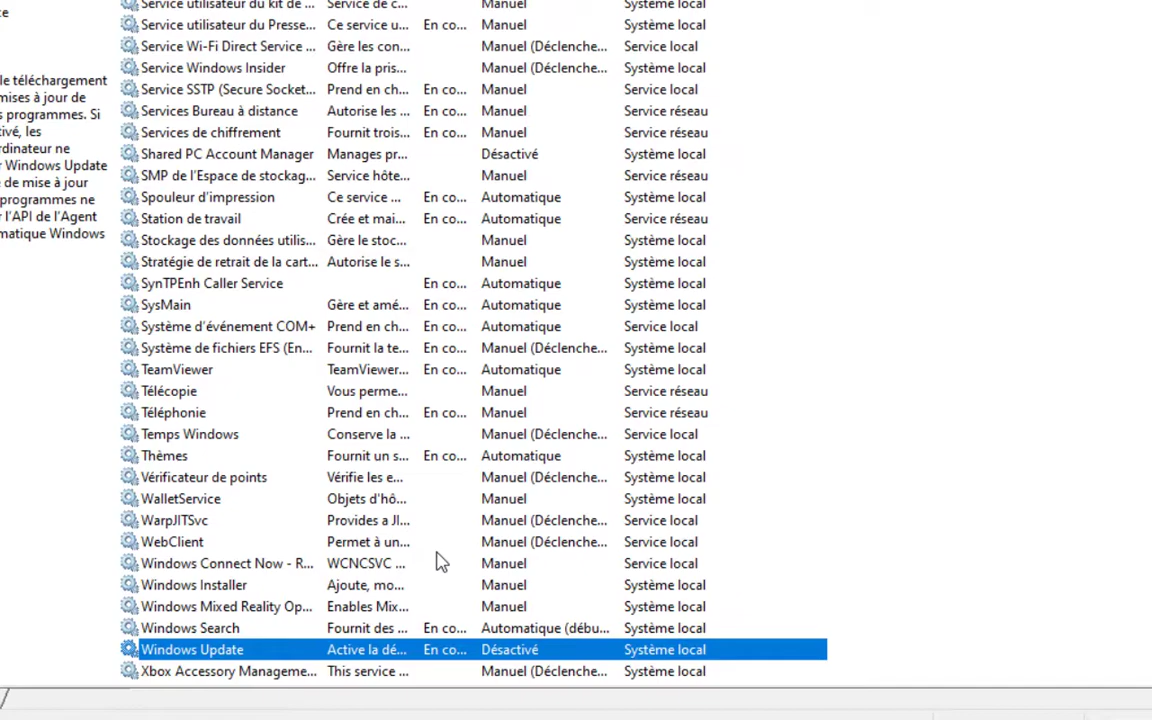 ce
Service utilisateur du kit de ... Service de c... Manuel Système local
Service utilisateur du Presse... Ce service u... En co... Manuel Système local
Service Wi-Fi Direct Service ... Gère les con... Manuel (Déclenche... Service local
Service Windows Insider Offre la pris... Manuel (Déclenche... Système local
le téléchargement
mises à jour de
s programmes. Si
tivé, les
rdinateur ne
r Windows Update
de mise à jour
programmes ne
r l'API de l'Agent
matique Windows
Service SSTP (Secure Socket... Prend en ch... En co... Manuel Service local
Services Bureau à distance Autorise les ... En co... Manuel Service réseau
Services de chiffrement Fournit trois... En co... Manuel Service réseau
Shared PC Account Manager Manages pr... Désactivé Système local
SMP de l'Espace de stockag... Service hôte... Manuel Service réseau
Spouleur d'impression Ce service ... En co... Automatique Système local
Station de travail Crée et mai... En co... Automatique Service réseau
Stockage des données utilis... Gère le stoc... Manuel Système local
Stratégie de retrait de la cart... Autorise le s... Manuel Système local
SynTPEnh Caller Service En co... Automatique Système local
SysMain Gère et amé... En co... Automatique Système local
Système d'événement COM+ Prend en ch... En co... Automatique Service local
Système de fichiers EFS (En... Fournit la te... En co... Manuel (Déclenche... Système local
TeamViewer TeamViewer... En co... Automatique Système local
Télécopie Vous perme... Manuel Service réseau
Téléphonie Prend en ch... En co... Manuel Service réseau
Temps Windows Conserve la ... Manuel (Déclenche... Service local
Thèmes Fournit un s... En co... Automatique Système local
Vérificateur de points Vérifie les e... Manuel (Déclenche... Système local
WalletService Objets d'hô... Manuel Système local
WarpJITSvc Provides a JI... Manuel (Déclenche... Service local
WebClient Permet à un... Manuel (Déclenche... Service local
Windows Connect Now - R... WCNCSVC ... Manuel Service local
Windows Installer Ajoute, mo... Manuel Système local
Windows Mixed Reality Op... Enables Mix... Manuel Système local
Windows Search Fournit des ... En co... Automatique (débu... Système local
Windows Update Active la dé... En co... Désactivé Système local
Xbox Accessory Manageme... This service ... Manuel (Déclenche... Système local